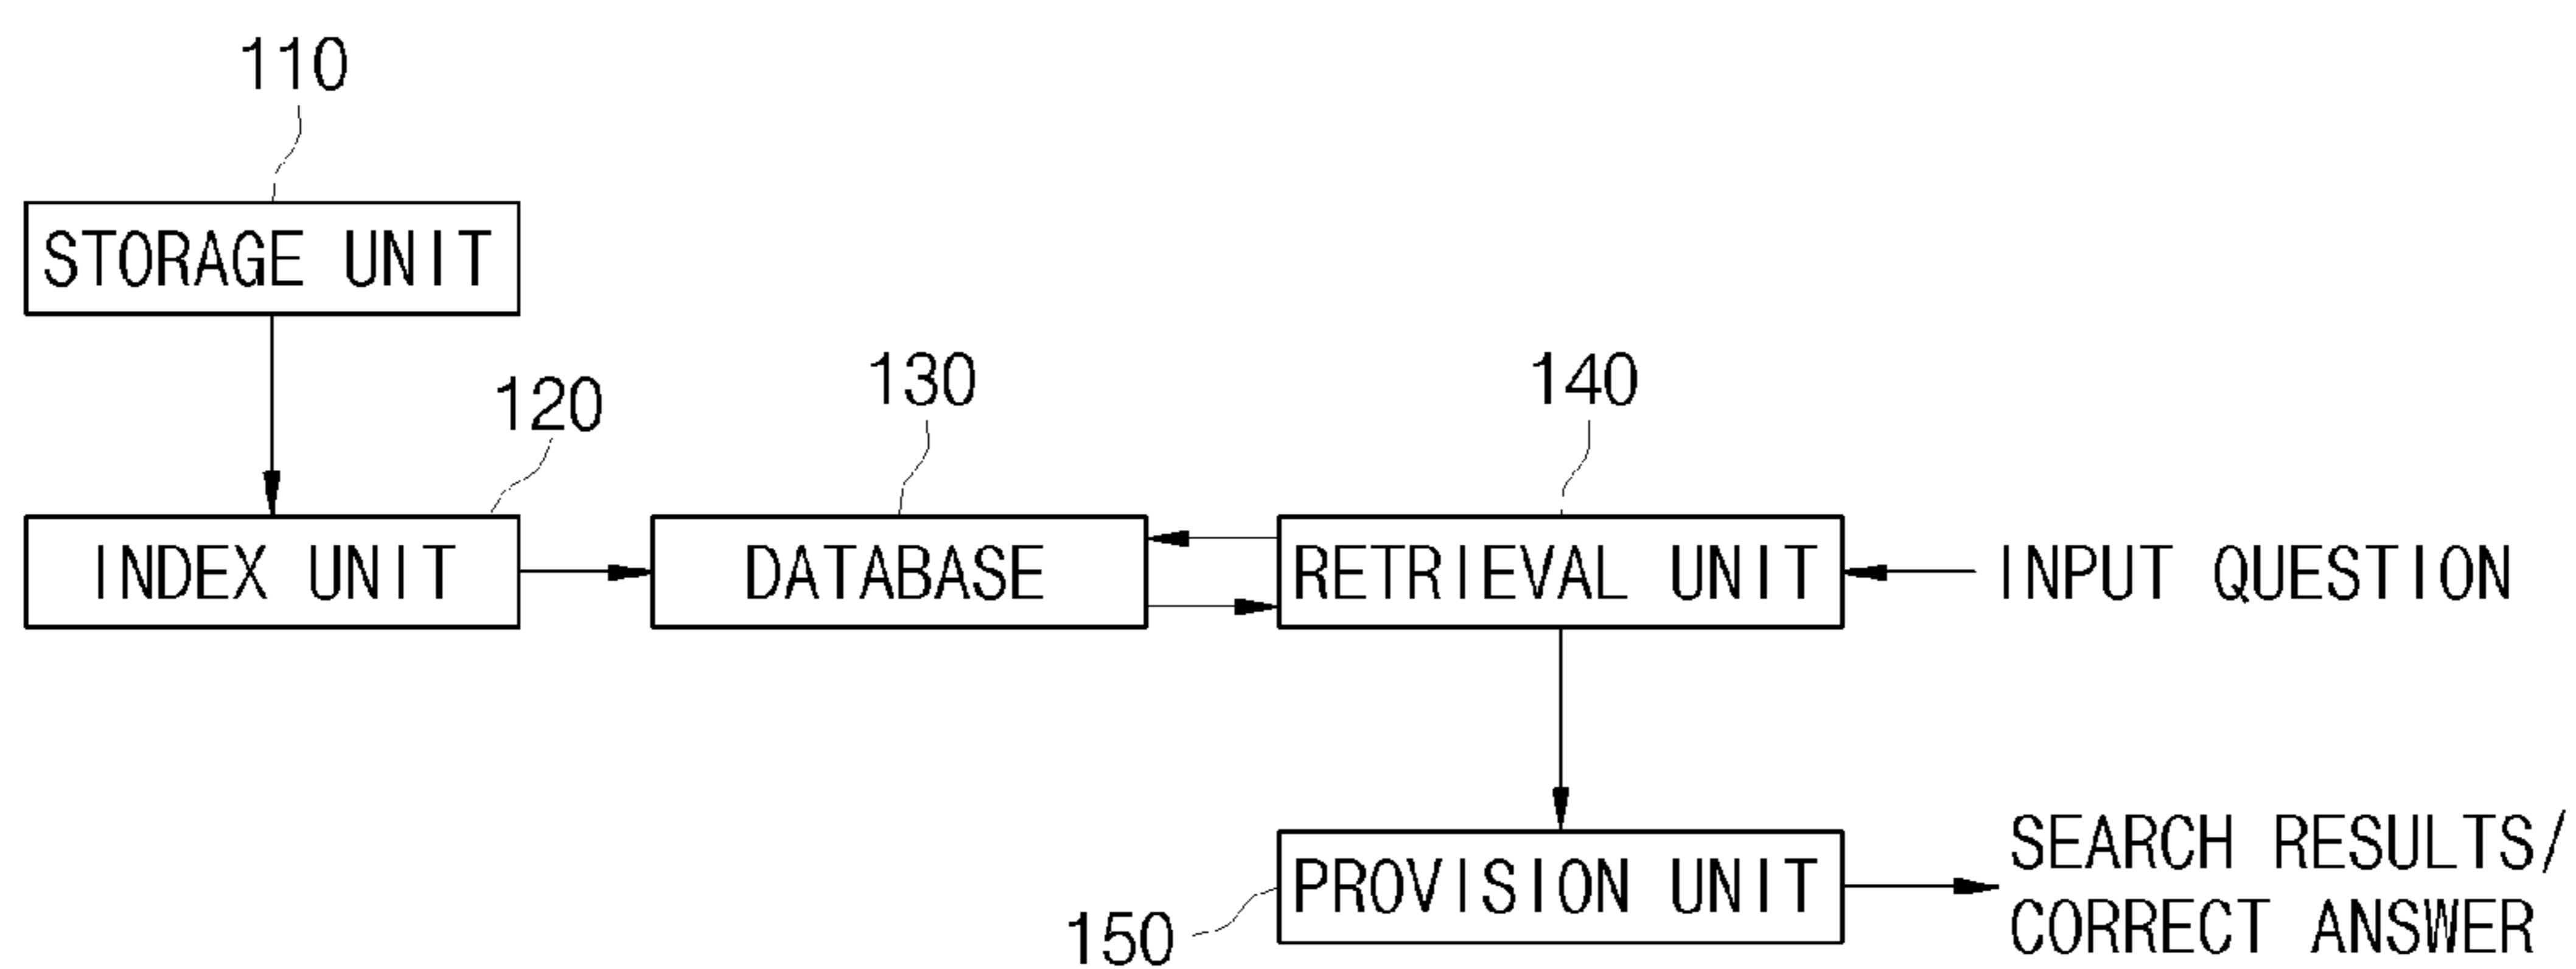 110
STORAGE UNIT
120
130
140
INDEX UNIT
DATABASE
RETRIEVAL UNIT
INPUT QUESTION
PROVISION UNIT
150
SEARCH RESULTS/
CORRECT ANSWER